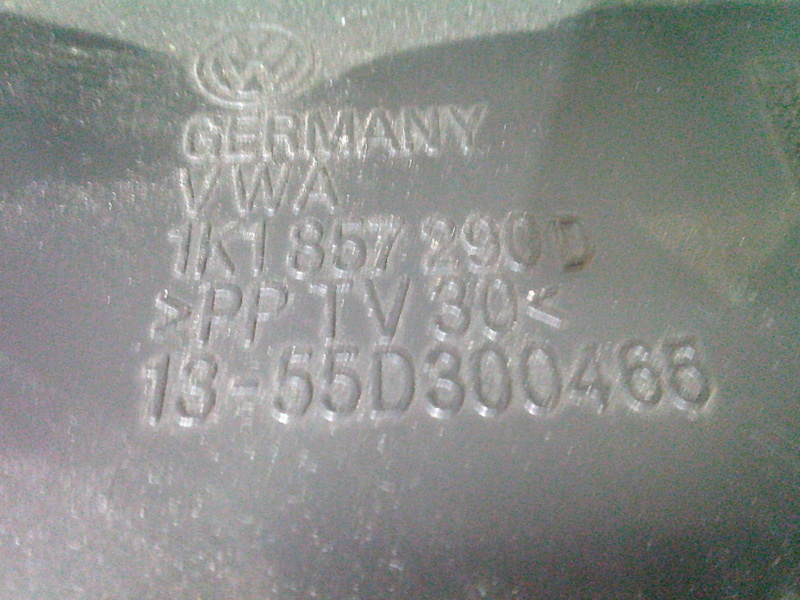 GERMANY
VWA
1K1 857 290D
>PP TV 30<
13-55D300466